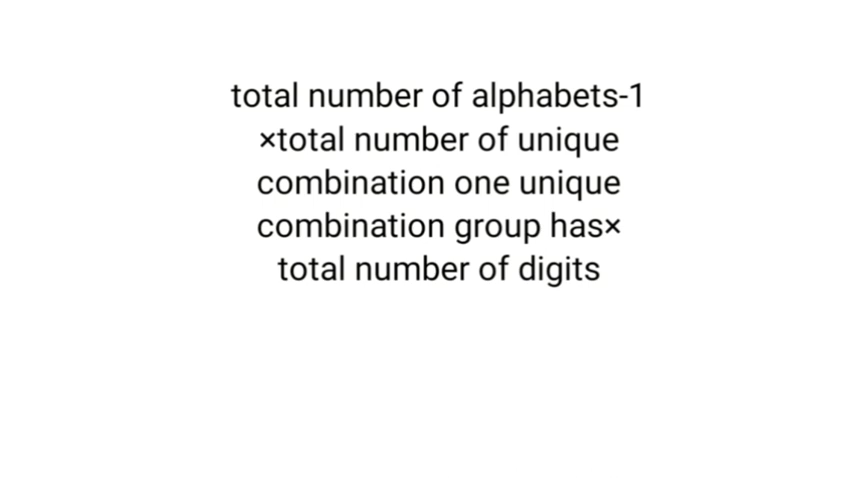 total number of alphabets-1
×total number of unique
combination one unique
combination group has×
total number of digits